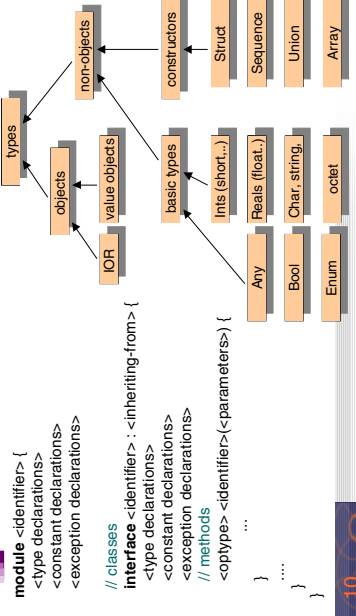 module <identifier> {
<type declarations>
<constant declarations>
<exception declarations>
// classes
interface <identifier> : <inheriting-from> {
<type declarations>
<constant declarations>
<exception declarations>
// methods
<optype> <identifier>(<parameters>) {
...
}
....
}
}
types
objects
non-objects
IOR
value objects
basic types
constructors
Any
Ints (short,..)
Struct
Bool
Reals (float..)
Sequence
Char, string,
Union
Enum
octet
Array
10